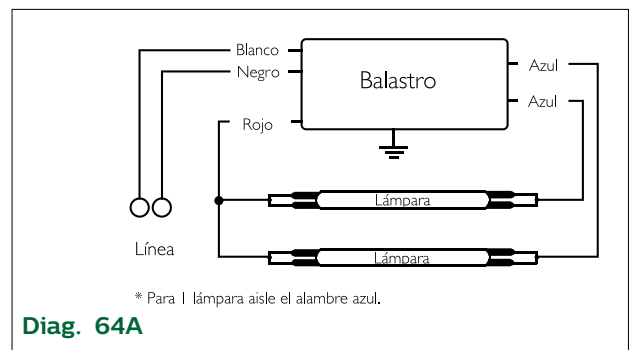 Blanco
Negro
Rojo
Balastro
Azul
Azul
Lámpara
Lámpara
Línea
* Para 1 lámpara aisle el alambre azul.
Diag. 64A